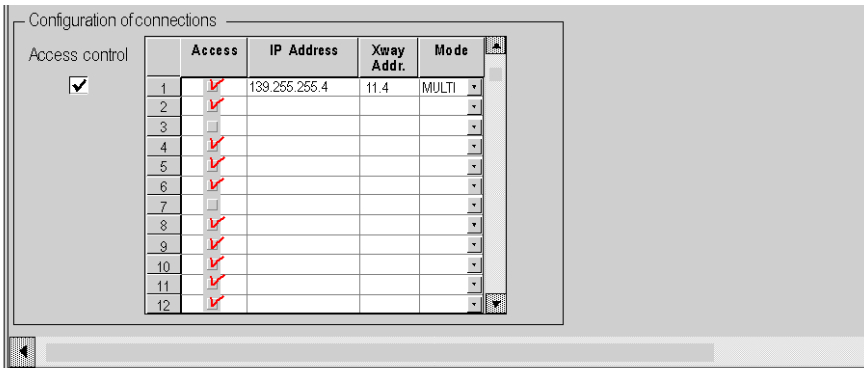 Configuration of connections
Access control
Access IP Address Xway Addr. Mode
1 139.255.255.4 11.4 MULTI
2
3
4
5
6
7
8
9
10
11
12